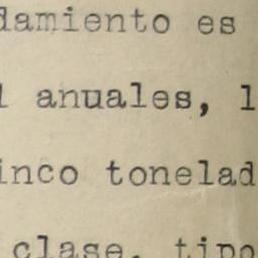 damiento es
l anuales, l
inco tonelad
clase, tipo